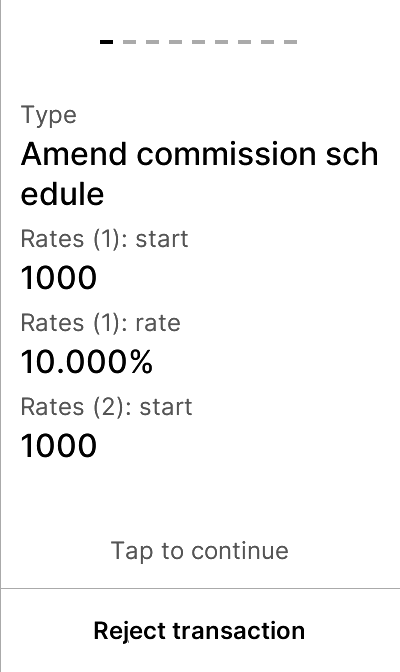 Type
Amend commission sch
edule
Rates (1): start
1000
Rates (1): rate
10.000%
Rates (2): start
1000
Tap to continue
Reject transaction